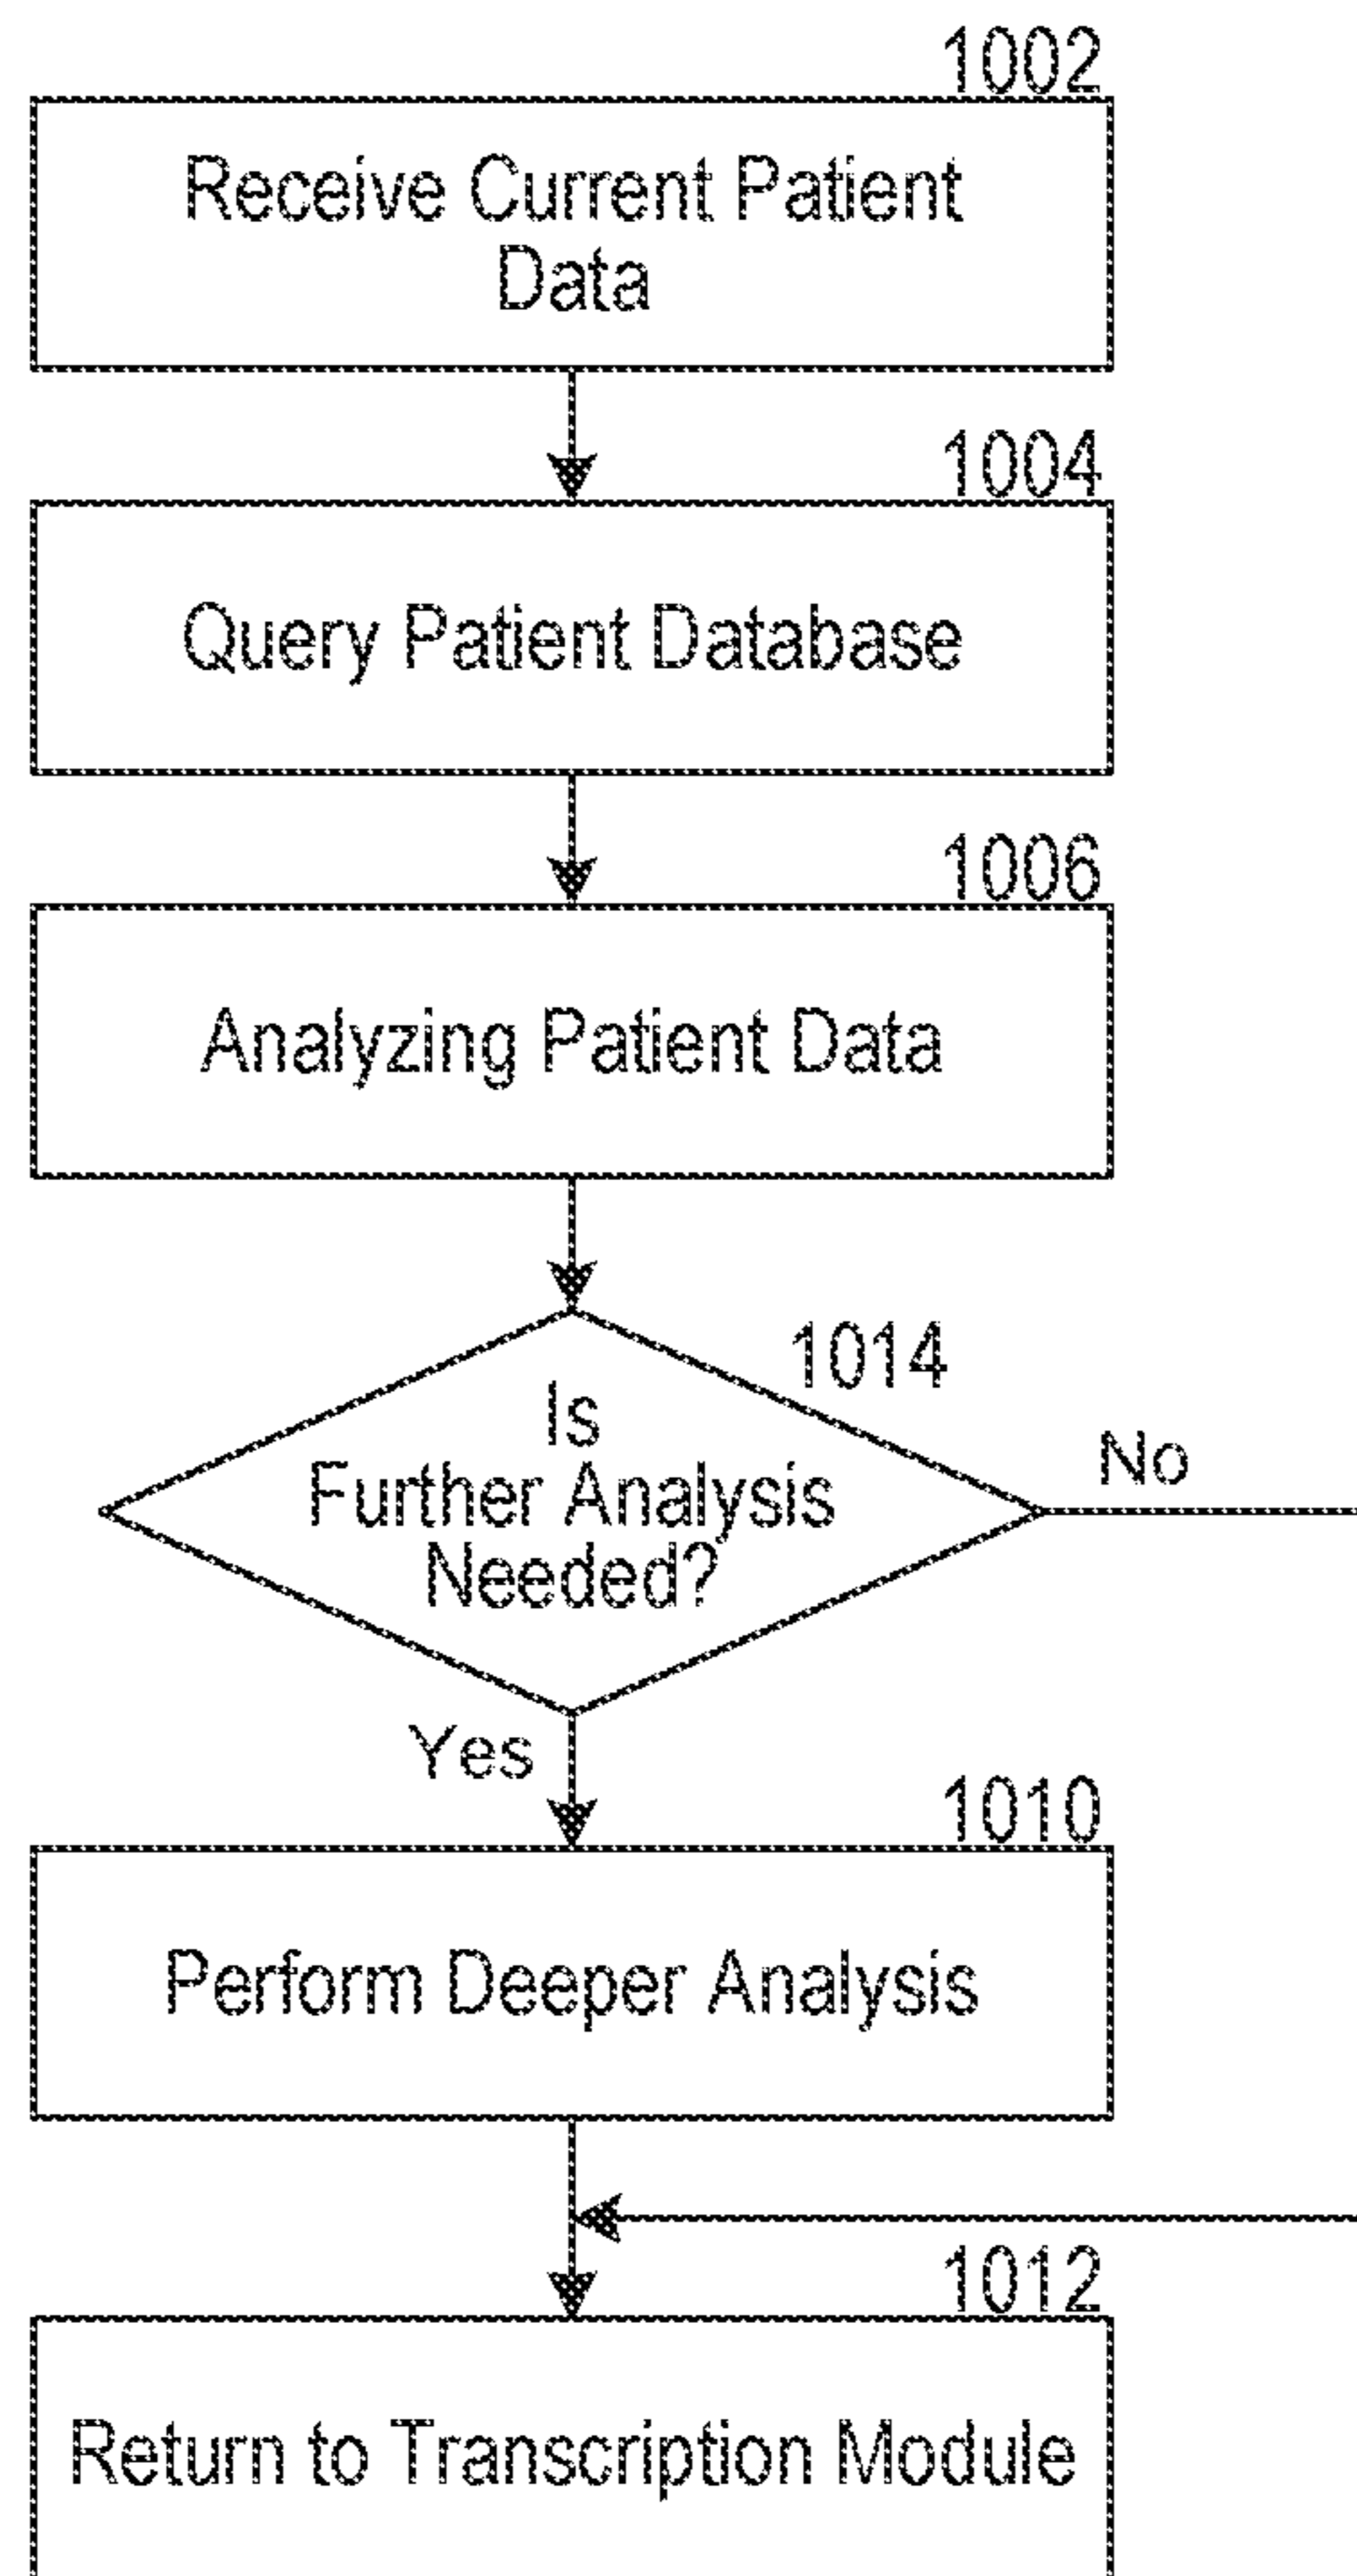 1002
Receive Current Patient
Data
1004
Query Patient Database
1006
Analyzing Patient Data
1014
Is
Further Analysis
Needed?
No
Yes
1010
Perform Deeper Analysis
1012
Return to Transcription Module